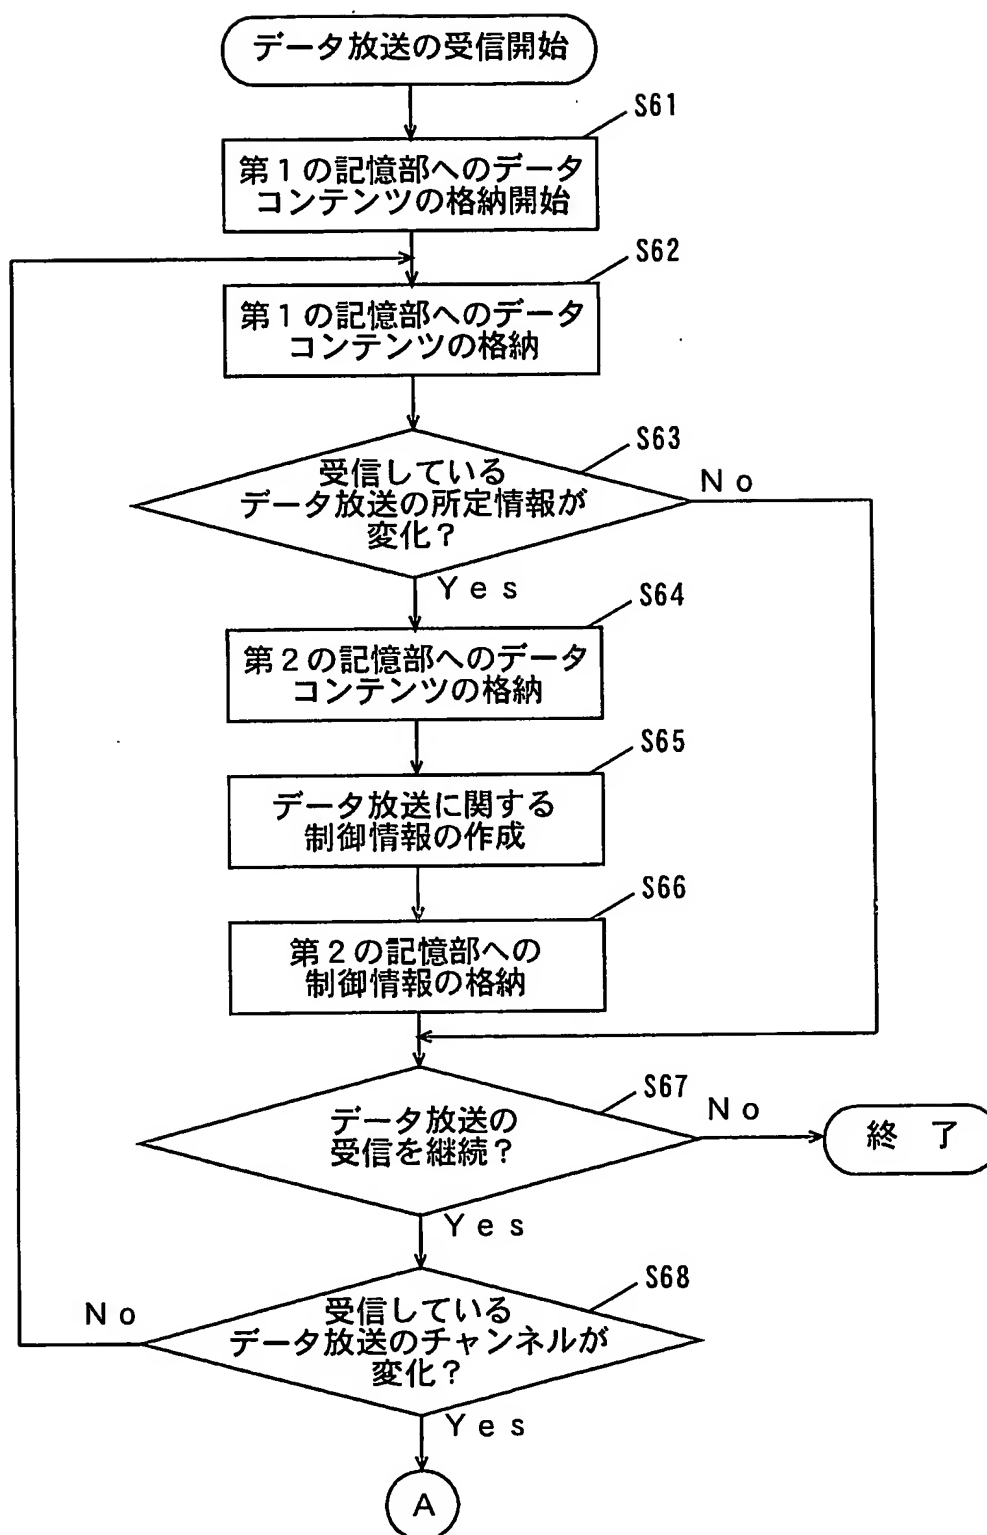 データ放送の受信開始
S61
第1の記憶部へのデータ
コンテンツの格納開始
S62
第1の記憶部へのデータ
コンテンツの格納
S63
受信している
データ放送の所定情報が
変化？
No
Yes
S64
第2の記憶部へのデータ
コンテンツの格納
S65
データ放送に関する
制御情報の作成
S66
第2の記憶部への
制御情報の格納
S67
データ放送の
受信を継続？
No
終 了
Yes
S68
受信している
データ放送のチャンネルが
変化？
No
Yes
A